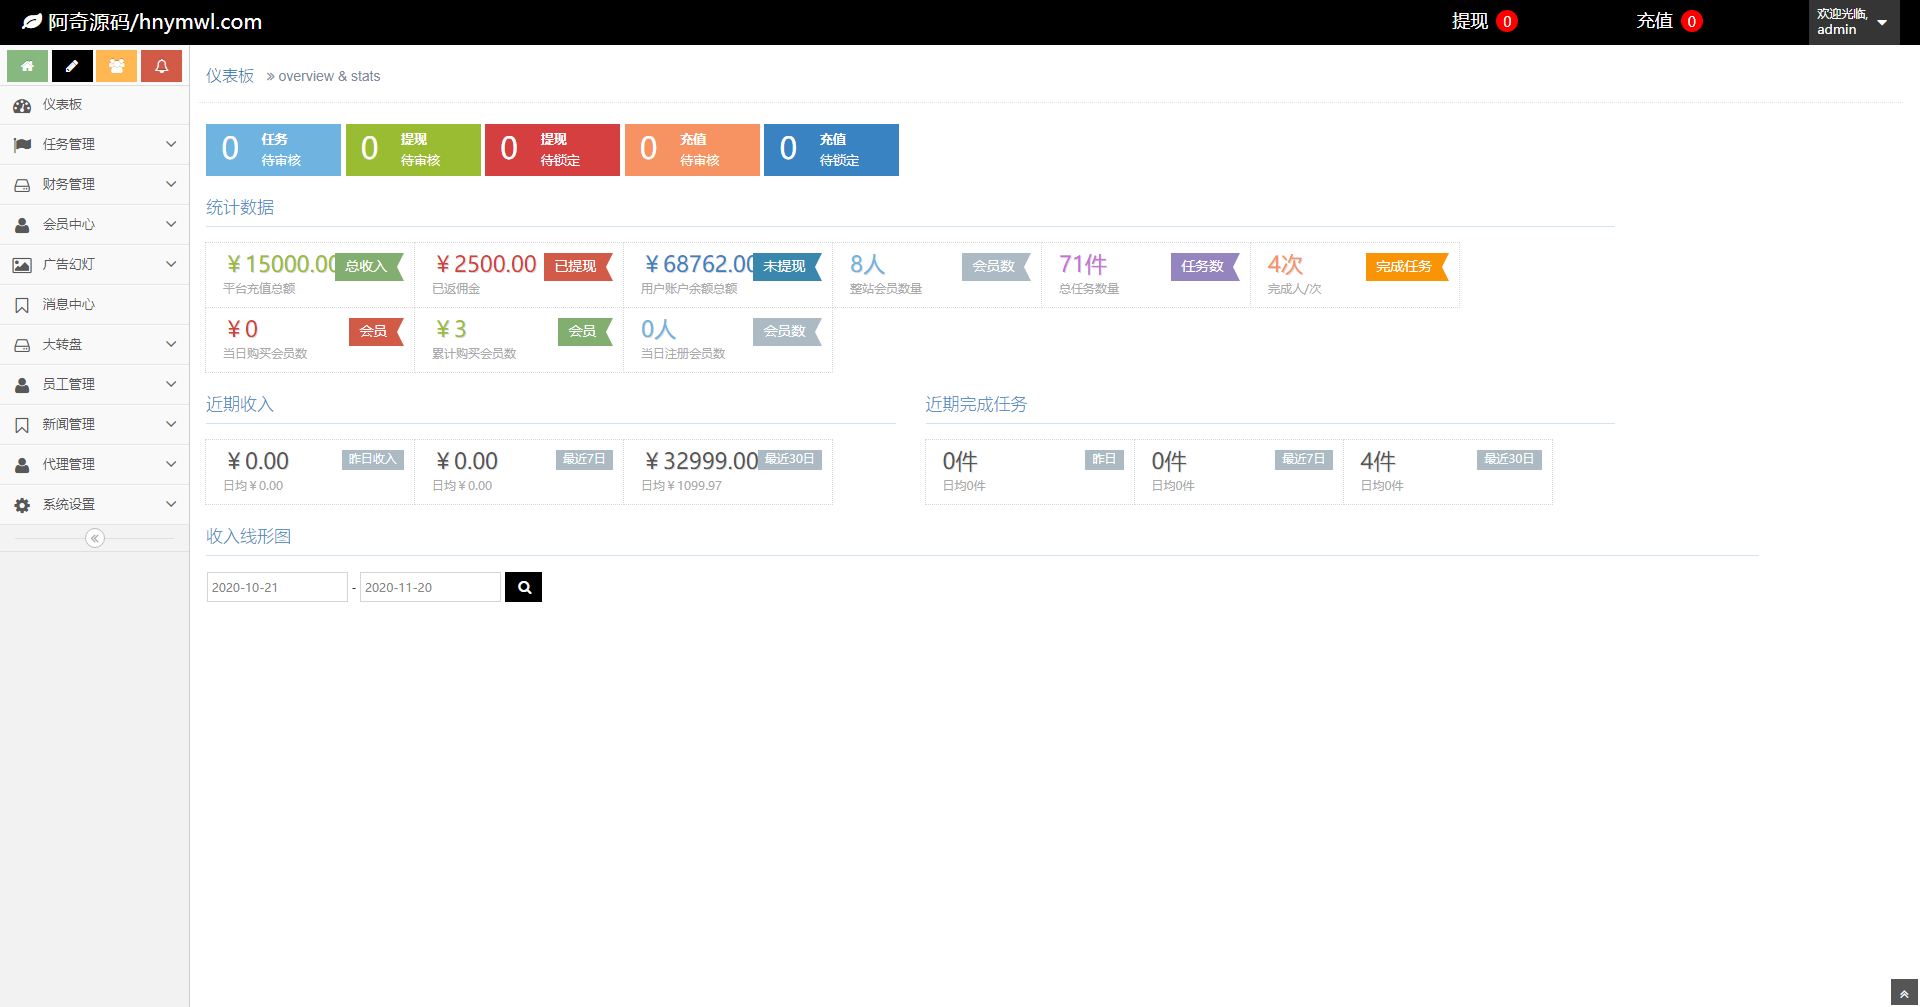 阿奇源码/hnymwl.com
提现 0
充值 0
欢迎光临,
admin
仪表板
任务管理
财务管理
会员中心
广告幻灯
消息中心
大转盘
员工管理
新闻管理
代理管理
系统设置
仪表板 » overview & stats
0 任务 待审核
0 提现 待审核
0 提现 待锁定
0 充值 待审核
0 充值 待锁定
统计数据
¥15000.00 总收入
平台充值总额
¥2500.00 已提现
已返佣金
¥68762.00 未提现
用户账户余额总额
8人 会员数
整站会员数量
71件 任务数
总任务数量
4次 完成任务
完成人/次
¥0 会员
当日购买会员数
¥3 会员
累计购买会员数
0人 会员数
当日注册会员数
近期收入
¥0.00 昨日收入
日均¥0.00
¥0.00 最近7日
日均¥0.00
¥32999.00 最近30日
日均¥1099.97
近期完成任务
0件 昨日
日均0件
0件 最近7日
日均0件
4件 最近30日
日均0件
收入线形图
2020-10-21 - 2020-11-20